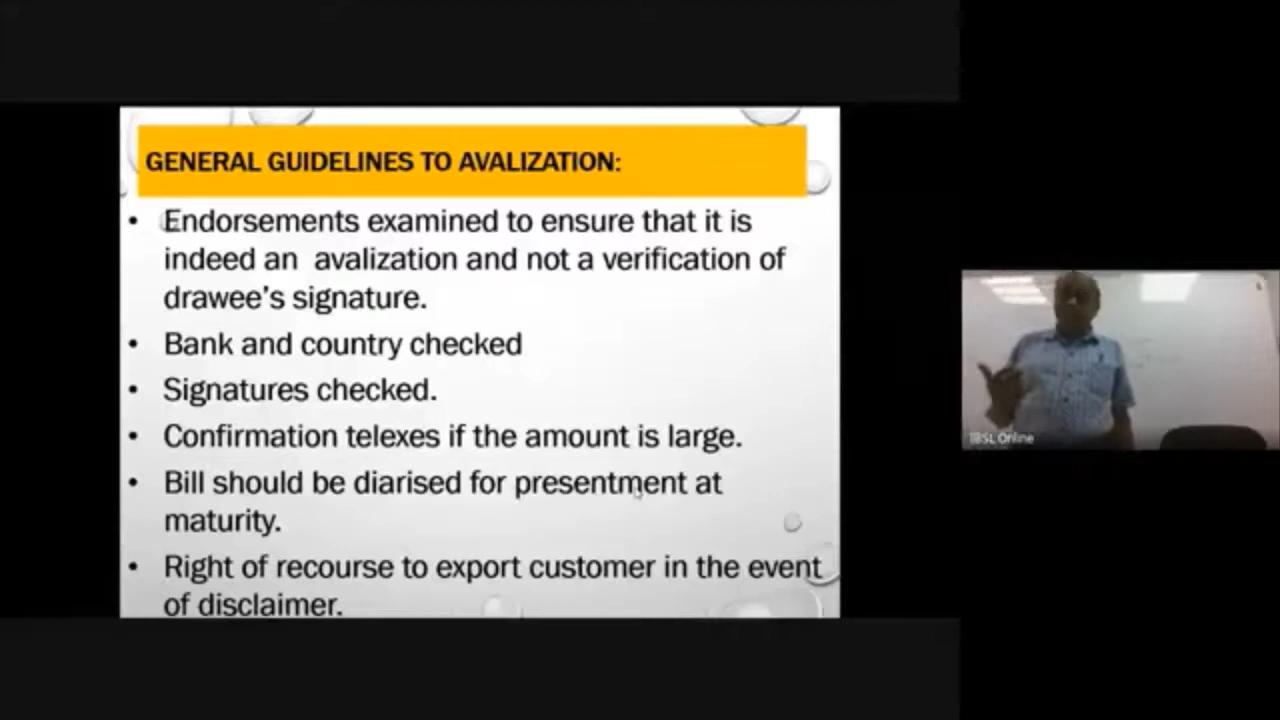 GENERAL GUIDELINES TO AVALIZATION:
• Endorsements examined to ensure that it is
indeed an avalization and not a verification of
drawee's signature.
• Bank and country checked
• Signatures checked.
• Confirmation telexes if the amount is large.
• Bill should be diarised for presentment at
maturity.
• Right of recourse to export customer in the event
of disclaimer.
IBSL Online